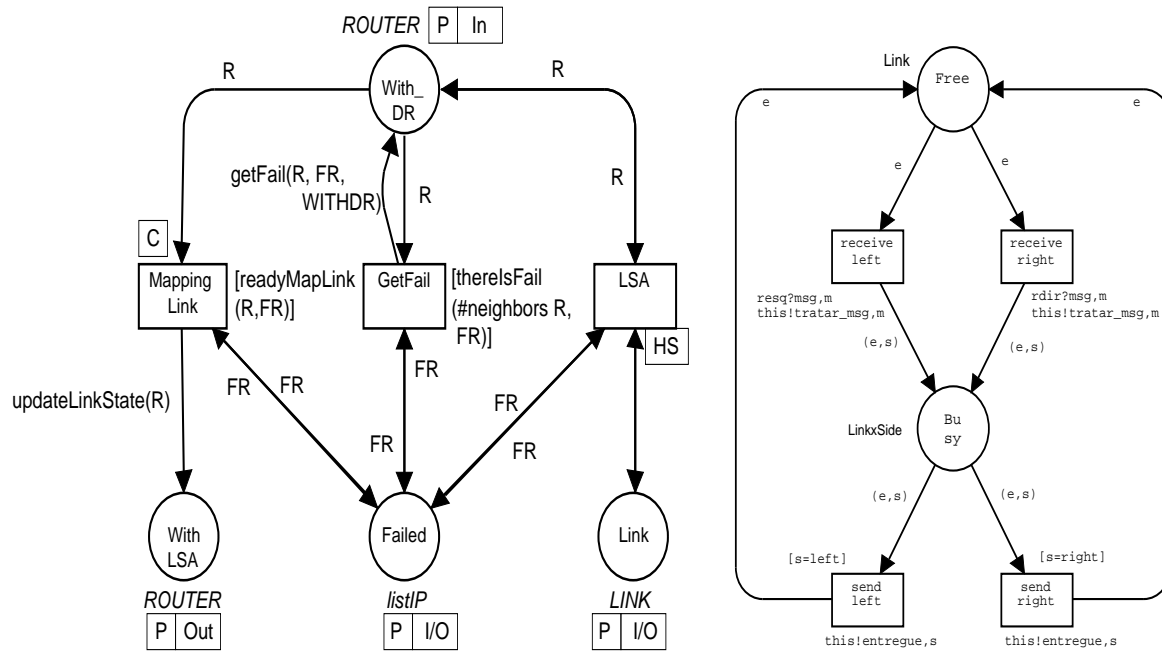 ROUTER P In
R
R
With_
DR
getFail(R, FR,
WITHDR)
R
R
C
Mapping
Link
[readyMapLink
(R,FR)]
GetFail
[thereIsFail
(#neighbors R,
FR)]
LSA
HS
FR
FR
FR
FR
FR
FR
updateLinkState(R)
With
LSA
Failed
Link
ROUTER
P Out
listIP
P I/O
LINK
P I/O
Link
Free
e
e
e
e
receive
left
receive
right
resq?msg,m
this!tratar_msg,m
rdir?msg,m
this!tratar_msg,m
(e,s)
(e,s)
LinkxSide
Bu
sy
(e,s)
(e,s)
[s=left]
[s=right]
send
left
send
right
this!entregue,s
this!entregue,s